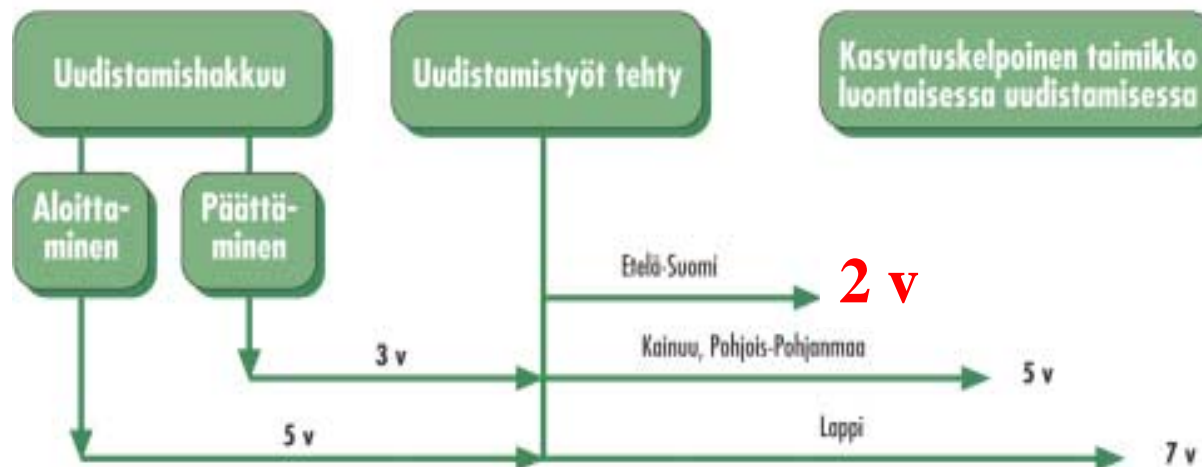 Uudistamishakkuu
Uudistamistyöt tehty
Kasvatuskelpoinen taimikko
luontaisessa uudistamisessa
Aloitta-
minen
Päättä-
minen
Etelä-Suomi
2 v
3 v
Kainuu, Pohjois-Pohjanmaa
5 v
5 v
Lappi
7 v